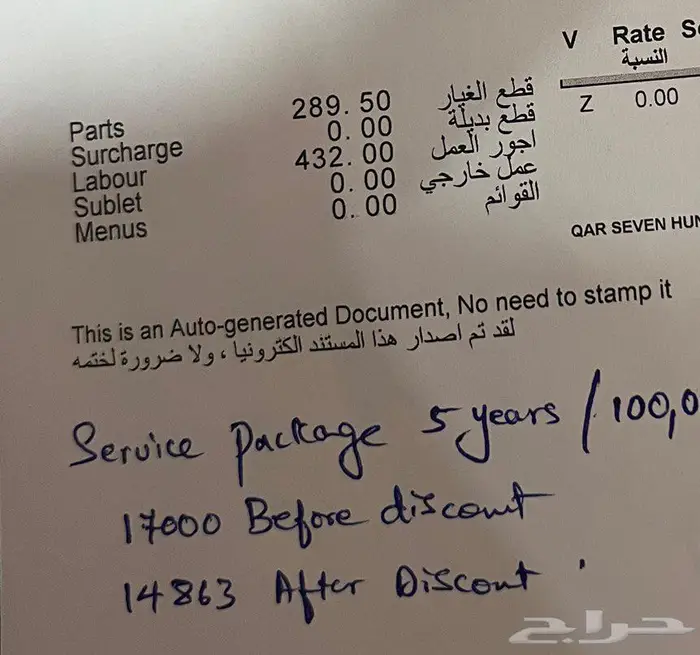 V Rate
النسبة
Z 0.00
Parts 289.50 قطع الغيار
Surcharge 0.00 قطع بديلة
Labour 432.00 اجور العمل
Sublet 0.00 عمل خارجي
Menus 0.00 القوائم
QAR SEVEN
This is an Auto-generated Document, No need to stamp it
لقد تم اصدار هذا المستند الكترونيا ، ولا ضرورة لختمه
Service Package 5 years / 100,0
17000 Before discount
14863 After Discount
حراج